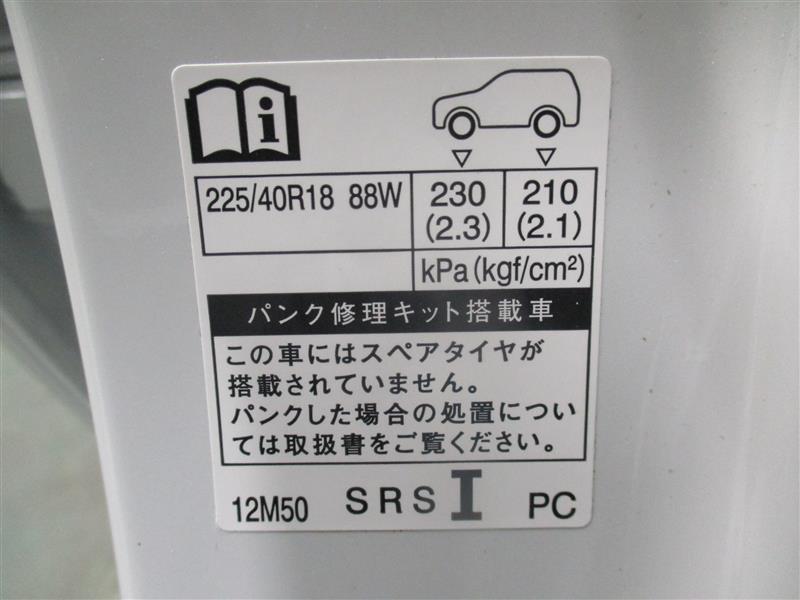 225/40R18 88W 230 210
(2.3) (2.1)
kPa(kgf/cm²)
パンク修理キット搭載車
この車にはスペアタイヤが
搭載されていません。
パンクした場合の処置につい
ては取扱書をご覧ください。
12M50 SRS I PC